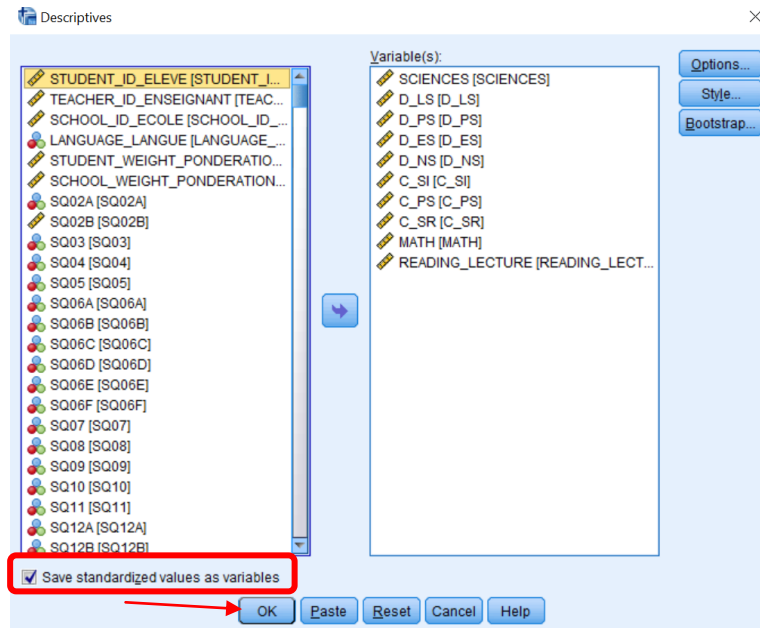 Descriptives
STUDENT_ID_ELEVE [STUDENT_I...
TEACHER_ID_ENSEIGNANT [TEAC...
SCHOOL_ID_ECOLE [SCHOOL_ID_...
LANGUAGE_LANGUE [LANGUAGE_...
STUDENT_WEIGHT_PONDERATIO...
SCHOOL_WEIGHT_PONDERATION...
SQ02A [SQ02A]
SQ02B [SQ02B]
SQ03 [SQ03]
SQ04 [SQ04]
SQ05 [SQ05]
SQ06A [SQ06A]
SQ06B [SQ06B]
SQ06C [SQ06C]
SQ06D [SQ06D]
SQ06E [SQ06E]
SQ06F [SQ06F]
SQ07 [SQ07]
SQ08 [SQ08]
SQ09 [SQ09]
SQ10 [SQ10]
SQ11 [SQ11]
SQ12A [SQ12A]
SQ12B [SQ12B]
Variable(s):
SCIENCES [SCIENCES]
D_LS [D_LS]
D_PS [D_PS]
D_ES [D_ES]
D_NS [D_NS]
C_SI [C_SI]
C_PS [C_PS]
C_SR [C_SR]
MATH [MATH]
READING_LECTURE [READING_LECT...
Options...
Style...
Bootstrap...
Save standardized values as variables
OK
Paste
Reset
Cancel
Help